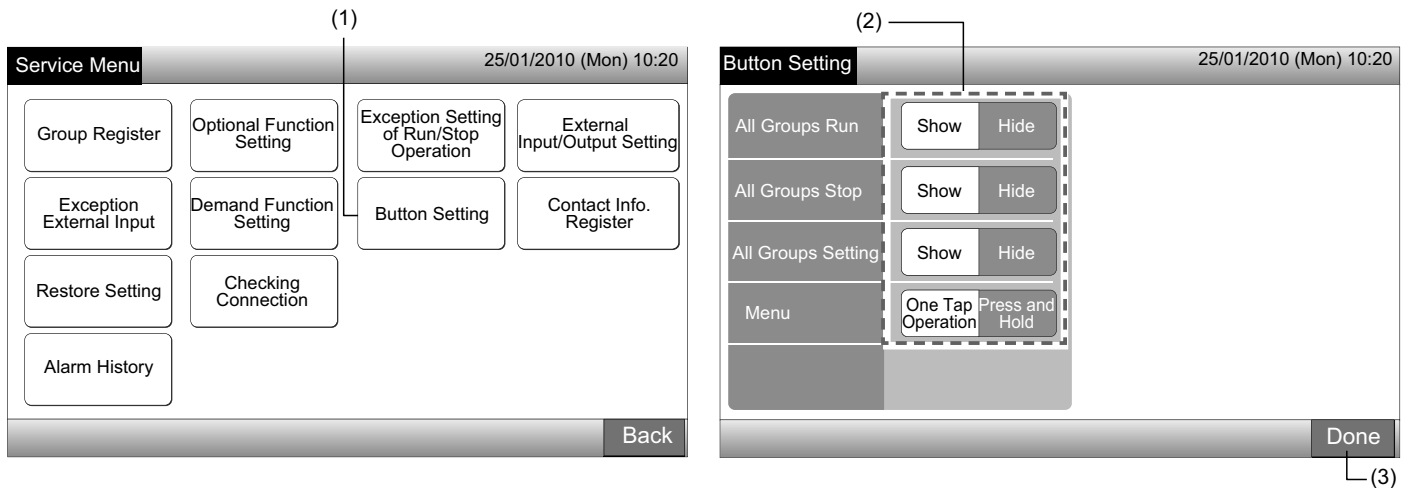 (1)
Service Menu
25/01/2010 (Mon) 10:20
Group Register
Optional Function
Setting
Exception Setting
of Run/Stop
Operation
External
Input/Output Setting
Exception
External Input
Demand Function
Setting
Button Setting
Contact Info.
Register
Restore Setting
Checking
Connection
Alarm History
Back
(2)
Button Setting
25/01/2010 (Mon) 10:20
All Groups Run
Show
Hide
All Groups Stop
Show
Hide
All Groups Setting
Show
Hide
Menu
One Tap
Operation
Press and
Hold
Done
(3)